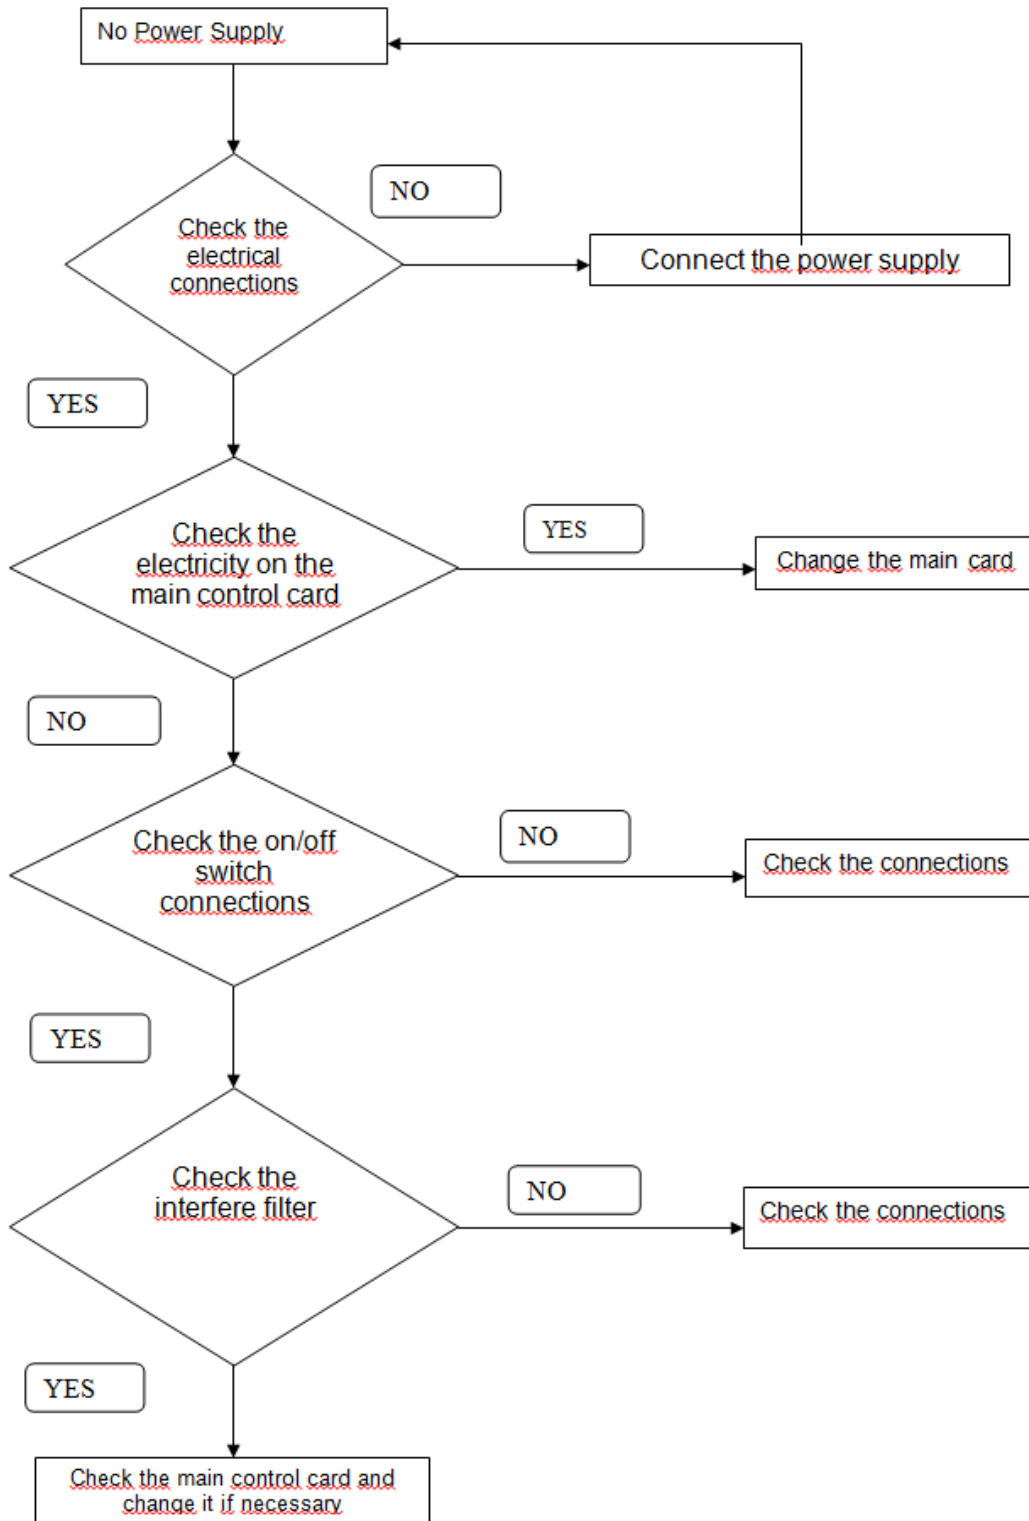 No Power Supply
NO
Check the
electrical
connections
Connect the power supply
YES
Check the
electricity on the
main control card
YES
Change the main card
NO
Check the on/off
switch
connections
NO
Check the connections
YES
Check the
interfere filter
NO
Check the connections
YES
Check the main control card and
change it if necessary